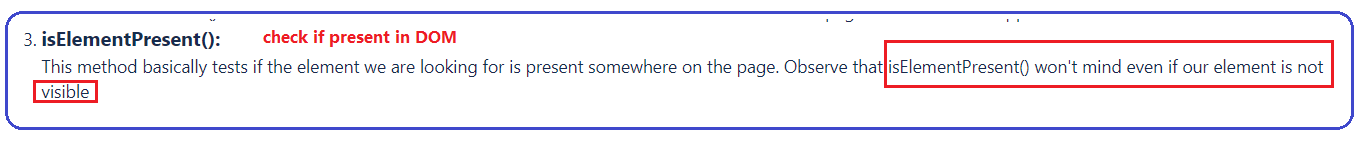 3. isElementPresent(): check if present in DOM
This method basically tests if the element we are looking for is present somewhere on the page. Observe that isElementPresent() won't mind even if our element is not
visible